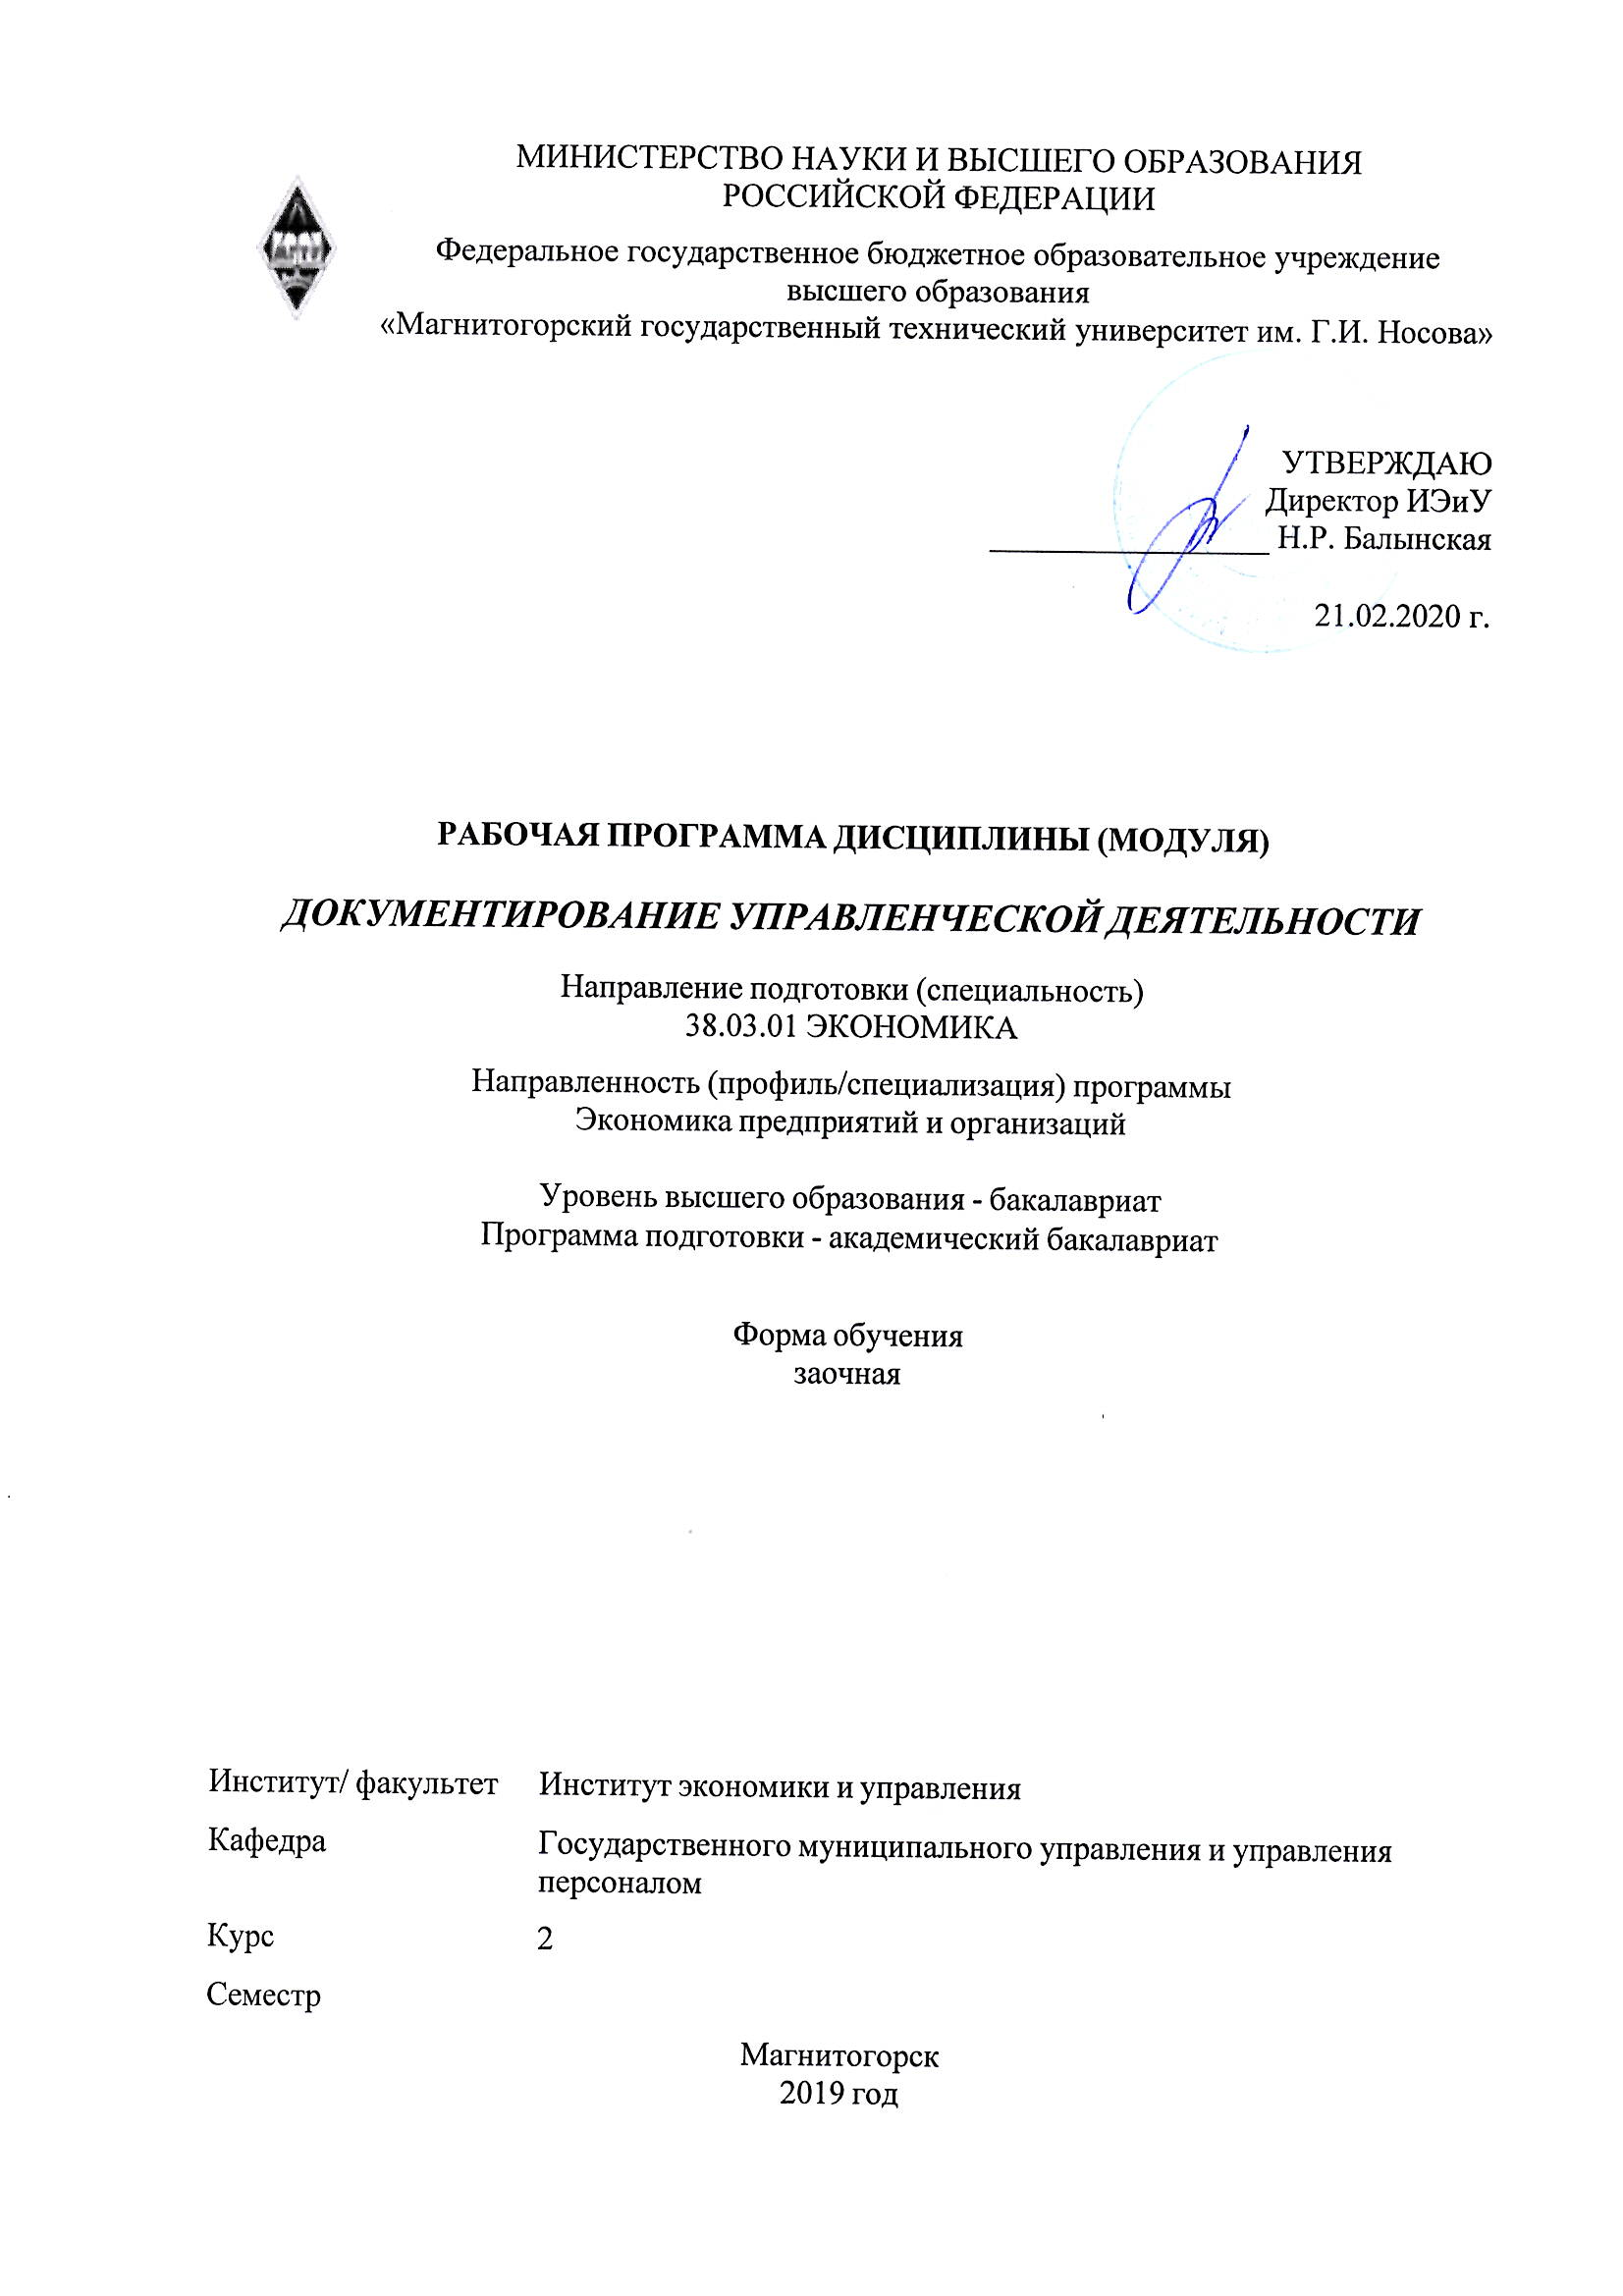 МИНИСТЕРСТВО НАУКИ И ВЫСШЕГО ОБРАЗОВАНИЯ
РОССИЙСКОЙ ФЕДЕРАЦИИ
Федеральное государственное бюджетное образовательное учреждение
высшего образования
«Магнитогорский государственный технический университет им. Г.И. Носова»
УТВЕРЖДАЮ
Директор ИЭиУ
Н.Р. Балынская
21.02.2020 г.
РАБОЧАЯ ПРОГРАММА ДИСЦИПЛИНЫ (МОДУЛЯ)
ДОКУМЕНТИРОВАНИЕ УПРАВЛЕНЧЕСКОЙ ДЕЯТЕЛЬНОСТИ
Направление подготовки (специальность)
38.03.01 ЭКОНОМИКА
Направленность (профиль/специализация) программы
Экономика предприятий и организаций
Уровень высшего образования - бакалавриат
Программа подготовки - академический бакалавриат
Форма обучения
заочная
Институт/ факультет Институт экономики и управления
Кафедра Государственного муниципального управления и управления
персоналом
Курс 2
Семестр
Магнитогорск
2019 год